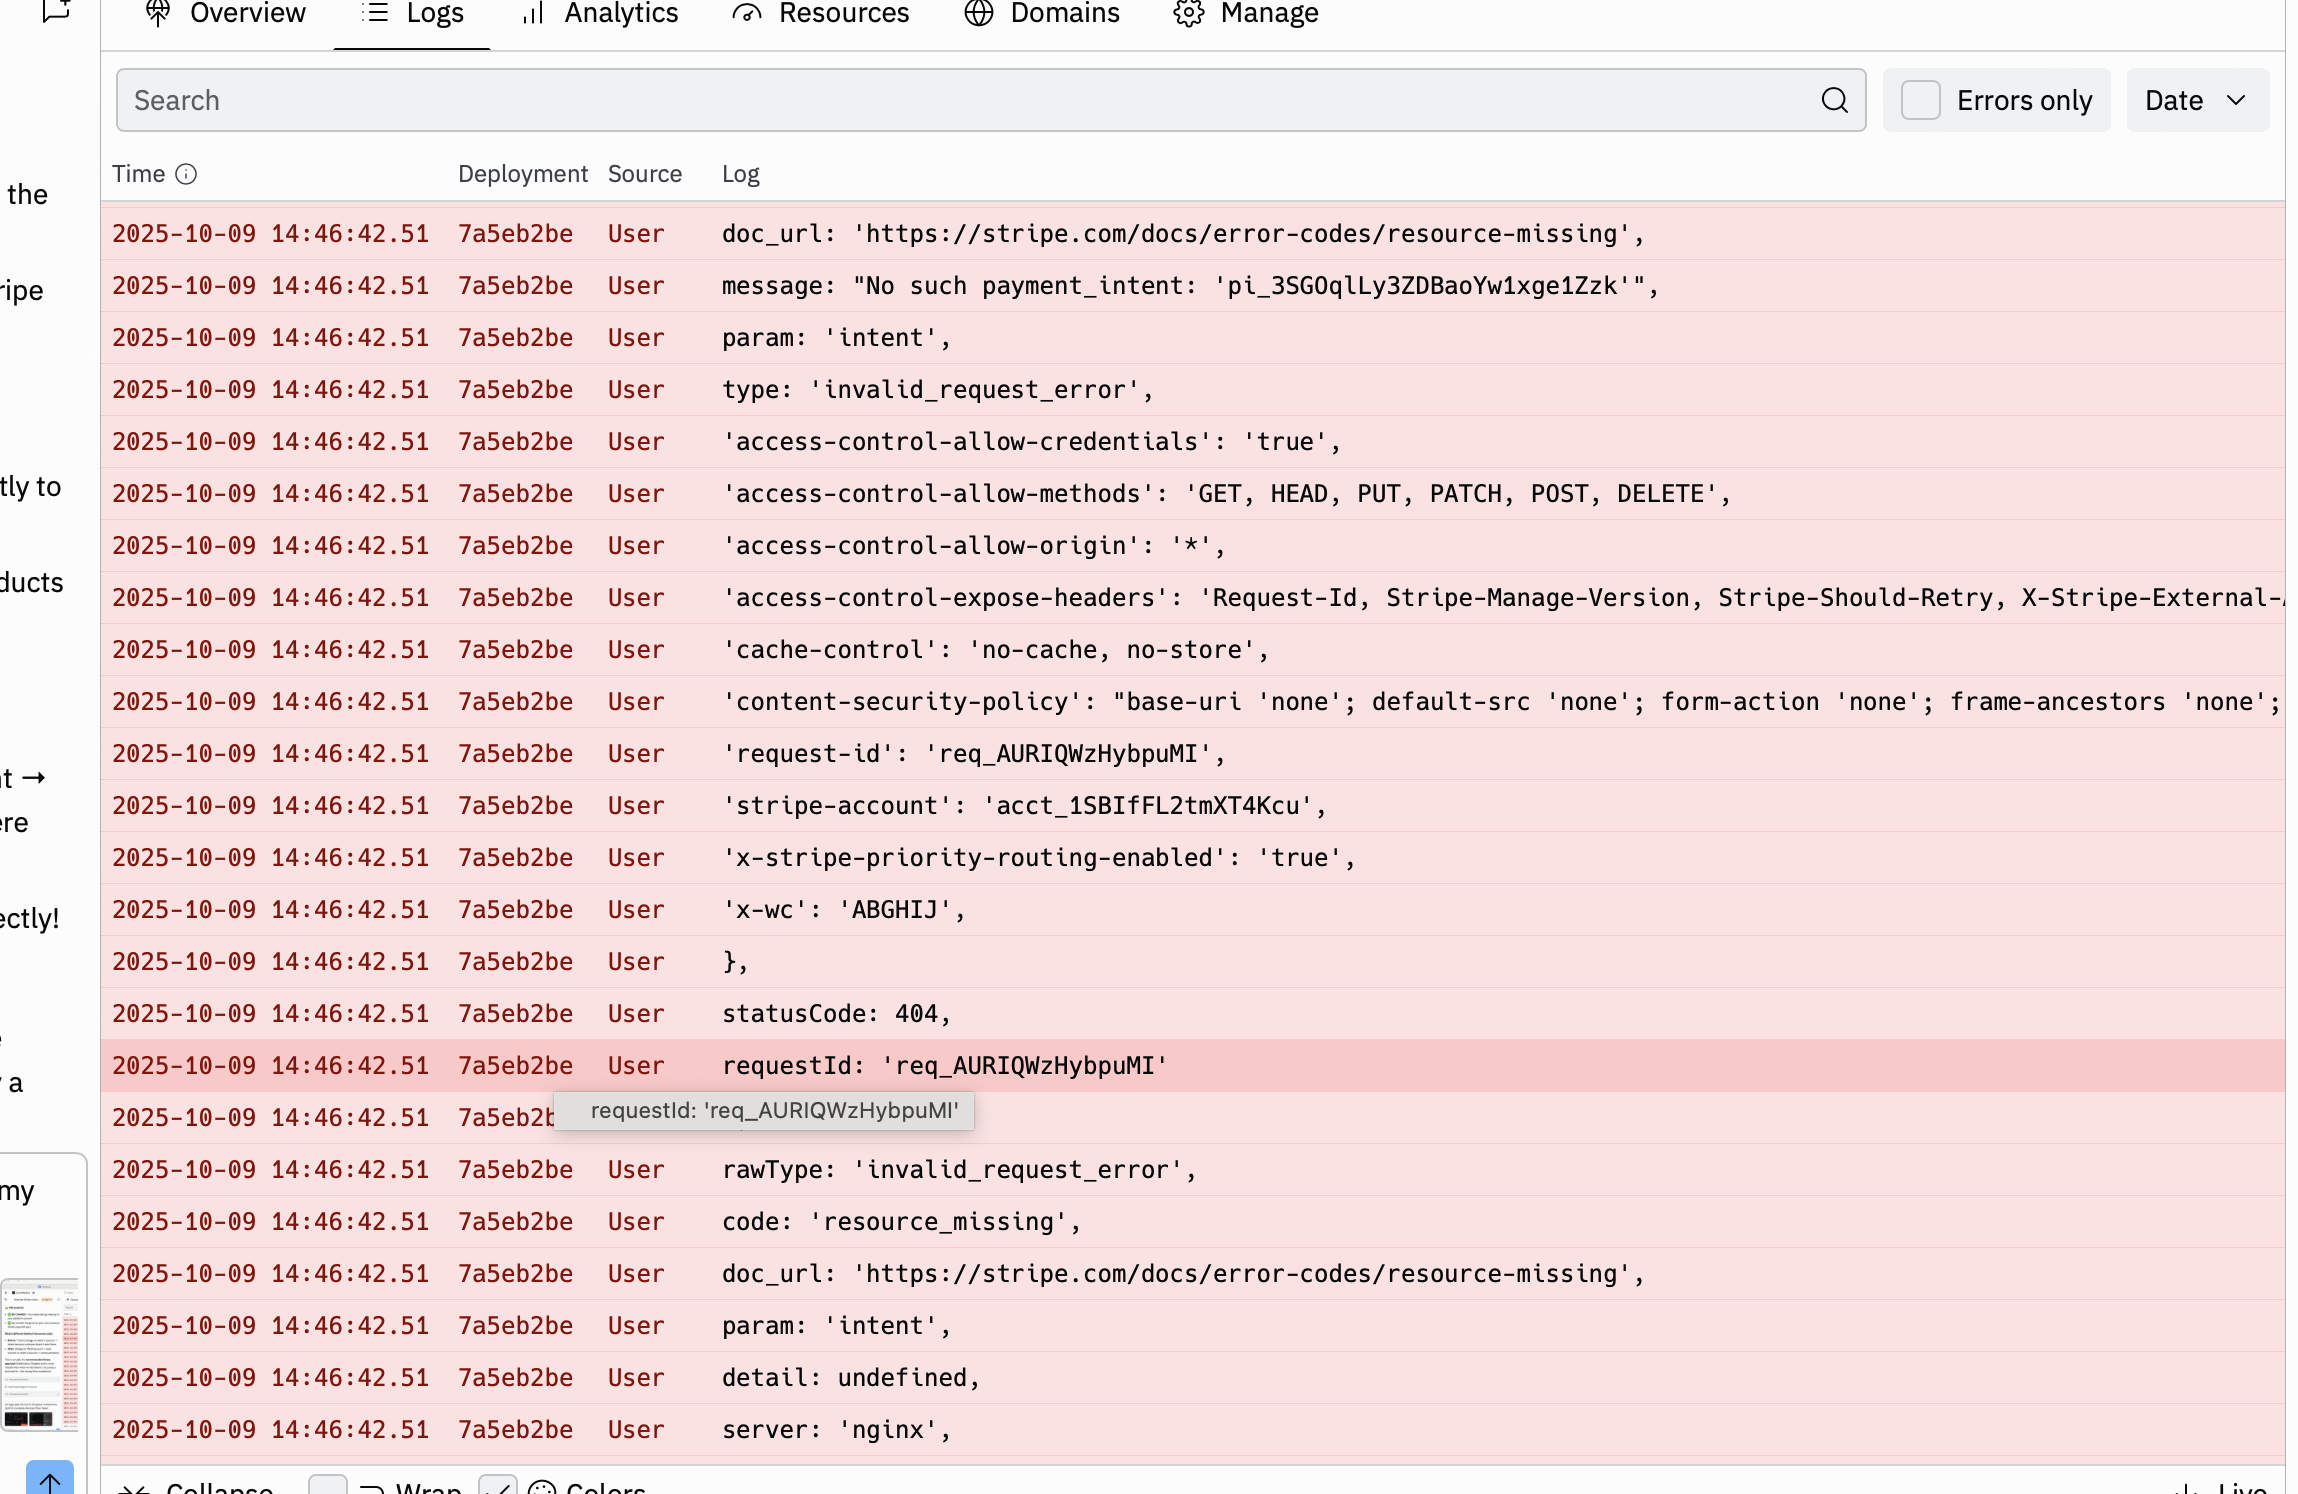 Overview Logs Analytics Resources Domains Manage
Search Errors only Date
Time Deployment Source Log
2025-10-09 14:46:42.51 7a5eb2be User doc_url: 'https://stripe.com/docs/error-codes/resource-missing',
2025-10-09 14:46:42.51 7a5eb2be User message: "No such payment_intent: 'pi_3SGOqlLy3ZDBaoYw1xge1Zzk'",
2025-10-09 14:46:42.51 7a5eb2be User param: 'intent',
2025-10-09 14:46:42.51 7a5eb2be User type: 'invalid_request_error',
2025-10-09 14:46:42.51 7a5eb2be User 'access-control-allow-credentials': 'true',
2025-10-09 14:46:42.51 7a5eb2be User 'access-control-allow-methods': 'GET, HEAD, PUT, PATCH, POST, DELETE',
2025-10-09 14:46:42.51 7a5eb2be User 'access-control-allow-origin': '*',
2025-10-09 14:46:42.51 7a5eb2be User 'access-control-expose-headers': 'Request-Id, Stripe-Manage-Version, Stripe-Should-Retry, X-Stripe-External-
2025-10-09 14:46:42.51 7a5eb2be User 'cache-control': 'no-cache, no-store',
2025-10-09 14:46:42.51 7a5eb2be User 'content-security-policy': "base-uri 'none'; default-src 'none'; form-action 'none'; frame-ancestors 'none';
2025-10-09 14:46:42.51 7a5eb2be User 'request-id': 'req_AURIQWzHybpuMI',
2025-10-09 14:46:42.51 7a5eb2be User 'stripe-account': 'acct_1SBIfFL2tmXT4Kcu',
2025-10-09 14:46:42.51 7a5eb2be User 'x-stripe-priority-routing-enabled': 'true',
2025-10-09 14:46:42.51 7a5eb2be User 'x-wc': 'ABGHIJ',
2025-10-09 14:46:42.51 7a5eb2be User },
2025-10-09 14:46:42.51 7a5eb2be User statusCode: 404,
2025-10-09 14:46:42.51 7a5eb2be User requestId: 'req_AURIQWzHybpuMI'
2025-10-09 14:46:42.51 7a5eb2b requestId: 'req_AURIQWzHybpuMI'
2025-10-09 14:46:42.51 7a5eb2be User rawType: 'invalid_request_error',
2025-10-09 14:46:42.51 7a5eb2be User code: 'resource_missing',
2025-10-09 14:46:42.51 7a5eb2be User doc_url: 'https://stripe.com/docs/error-codes/resource-missing',
2025-10-09 14:46:42.51 7a5eb2be User param: 'intent',
2025-10-09 14:46:42.51 7a5eb2be User detail: undefined,
2025-10-09 14:46:42.51 7a5eb2be User server: 'nginx',
Collapse Wrap Colors Live
the
ripe
tly to
ducts
t →
ere
ectly!
a
my